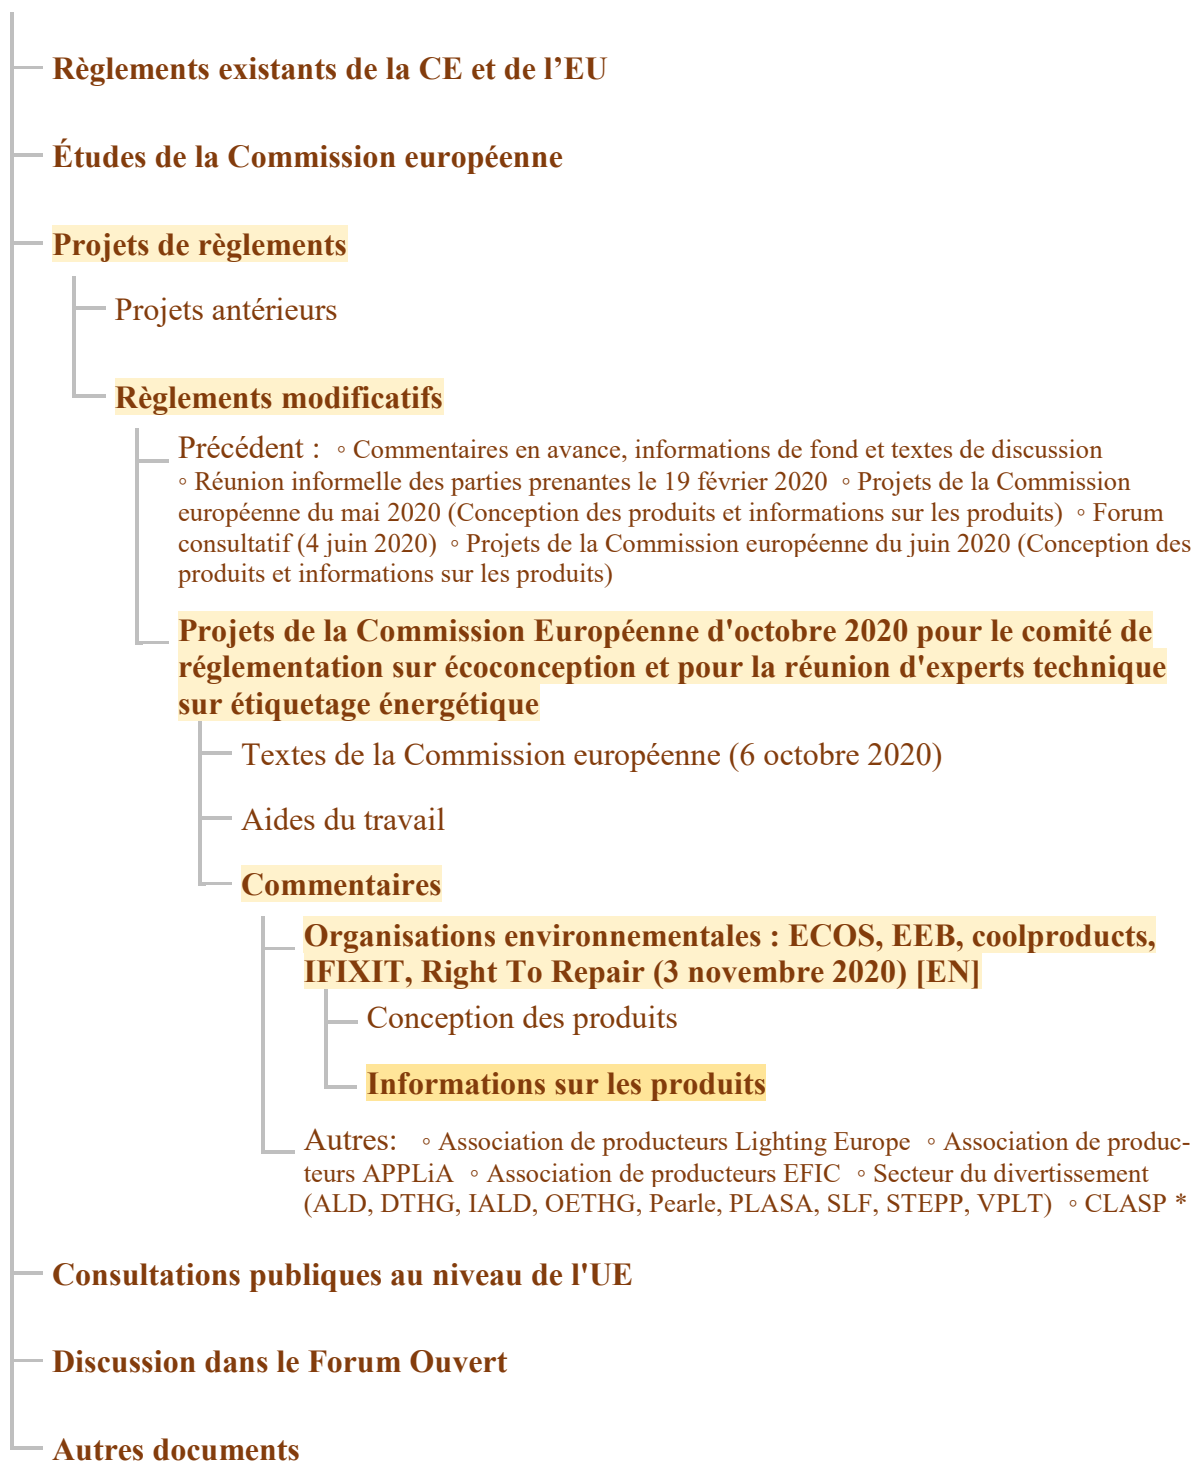 Règlements existants de la CE et de l’EU
Études de la Commission européenne
Projets de règlements
Projets antérieurs
Règlements modificatifs
Précédent : ◦ Commentaires en avance, informations de fond et textes de discussion
◦ Réunion informelle des parties prenantes le 19 février 2020 ◦ Projets de la Commission
européenne du mai 2020 (Conception des produits et informations sur les produits) ◦ Forum
consultatif (4 juin 2020) ◦ Projets de la Commission européenne du juin 2020 (Conception des
produits et informations sur les produits)
Projets de la Commission Européenne d'octobre 2020 pour le comité de
réglementation sur écoconception et pour la réunion d'experts technique
sur étiquetage énergétique
Textes de la Commission européenne (6 octobre 2020)
Aides du travail
Commentaires
Organisations environnementales : ECOS, EEB, coolproducts,
IFIXIT, Right To Repair (3 novembre 2020) [EN]
Conception des produits
Informations sur les produits
Autres: ◦ Association de producteurs Lighting Europe ◦ Association de produc-
teurs APPLiA ◦ Association de producteurs EFIC ◦ Secteur du divertissement
(ALD, DTHG, IALD, OETHG, Pearle, PLASA, SLF, STEPP, VPLT) ◦ CLASP *
Consultations publiques au niveau de l'UE
Discussion dans le Forum Ouvert
Autres documents